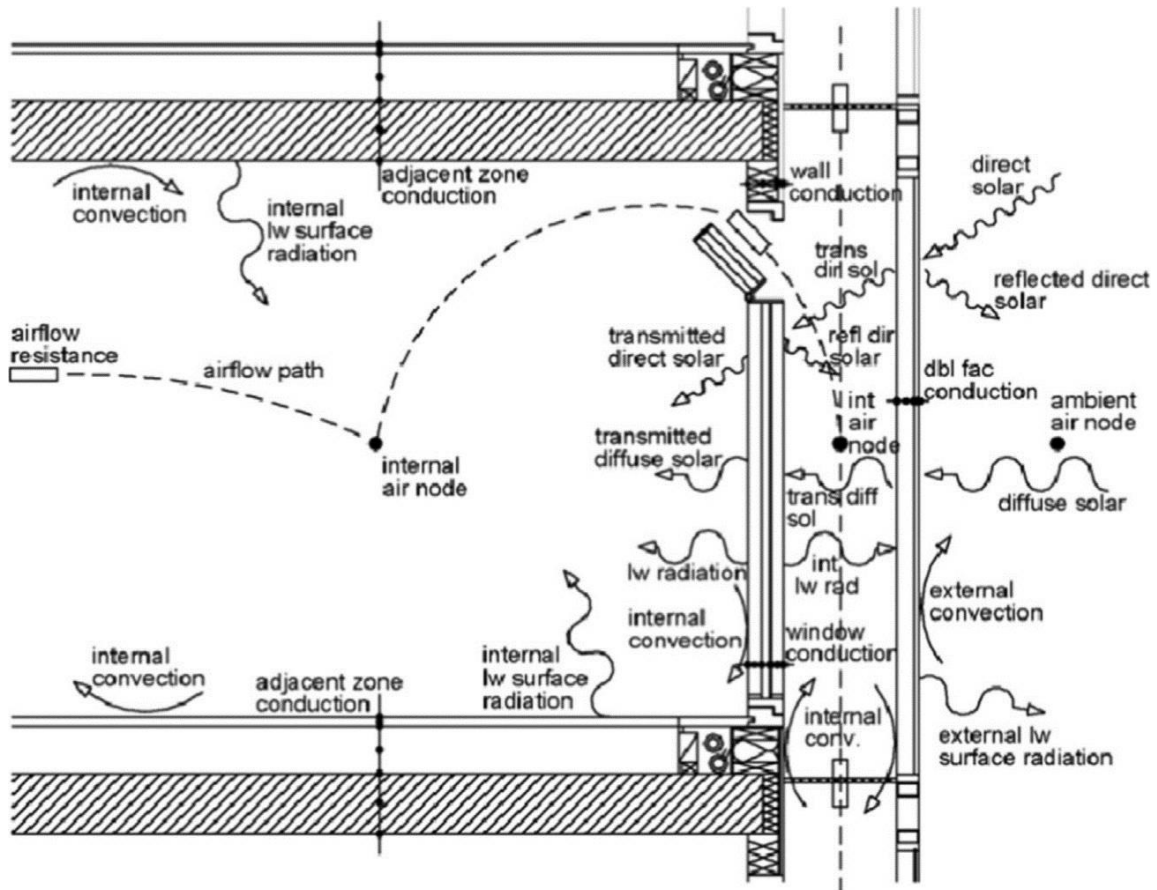 internal
convection
internal
lw surface
radiation
adjacent zone
conduction
wall
conduction
direct
solar
trans
dir sol
reflected direct
solar
airflow
resistance
airflow path
transmitted
direct solar
refl dir
solar
dbl fac
conduction
internal
air node
transmitted
diffuse solar
int
air
node
ambient
air node
trans diff
sol
diffuse solar
lw radiation
int
lw rad
internal
convection
external
convection
internal
convection
adjacent zone
conduction
internal
lw surface
radiation
window
conduction
internal
conv.
external lw
surface radiation